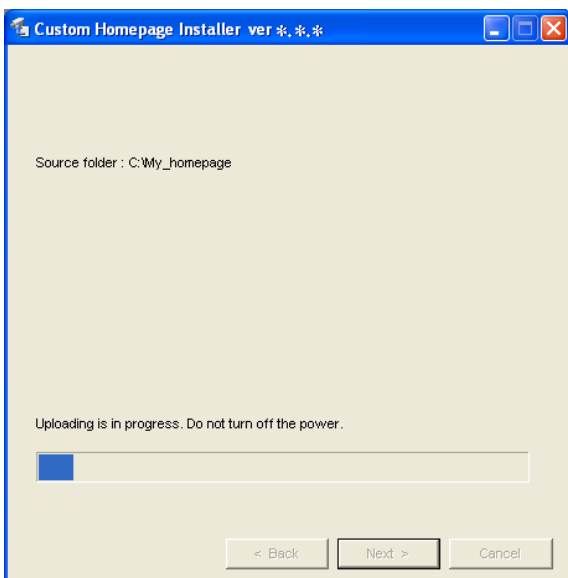 Custom Homepage Installer ver *.*.*
Source folder : C:\My_homepage
Uploading is in progress. Do not turn off the power.
< Back Next > Cancel